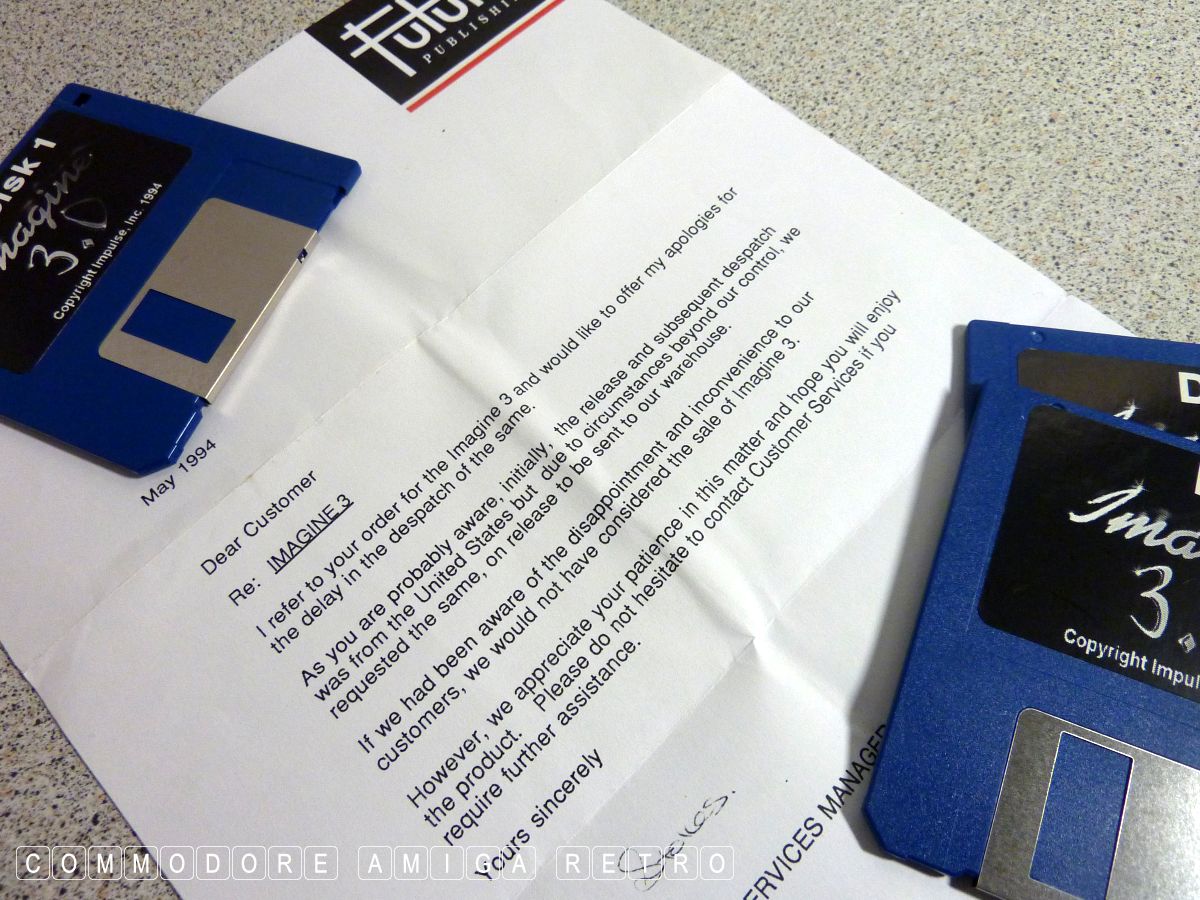 Future
PUBLISHI
Disk 1
Imagine
3.0
Copyright Impulse, Inc. 1994
May 1994
Dear Customer
Re: IMAGINE 3
I refer to your order for the Imagine 3 and would like to offer my apologies for
the delay in the despatch of the same.
As you are probably aware, initially, the release and subsequent despatch
was from the United States but due to circumstances beyond our control, we
requested the same, on release to be sent to our warehouse.
If we had been aware of the disappointment and inconvenience to our
customers, we would not have considered the sale of Imagine 3.
However, we appreciate your patience in this matter and hope you will enjoy
the product. Please do not hesitate to contact Customer Services if you
require further assistance.
Yours sincerely
ERVICES MANAGER
D
Ima
3.
Copyright Impul
COMMODORE AMIGA RETRO